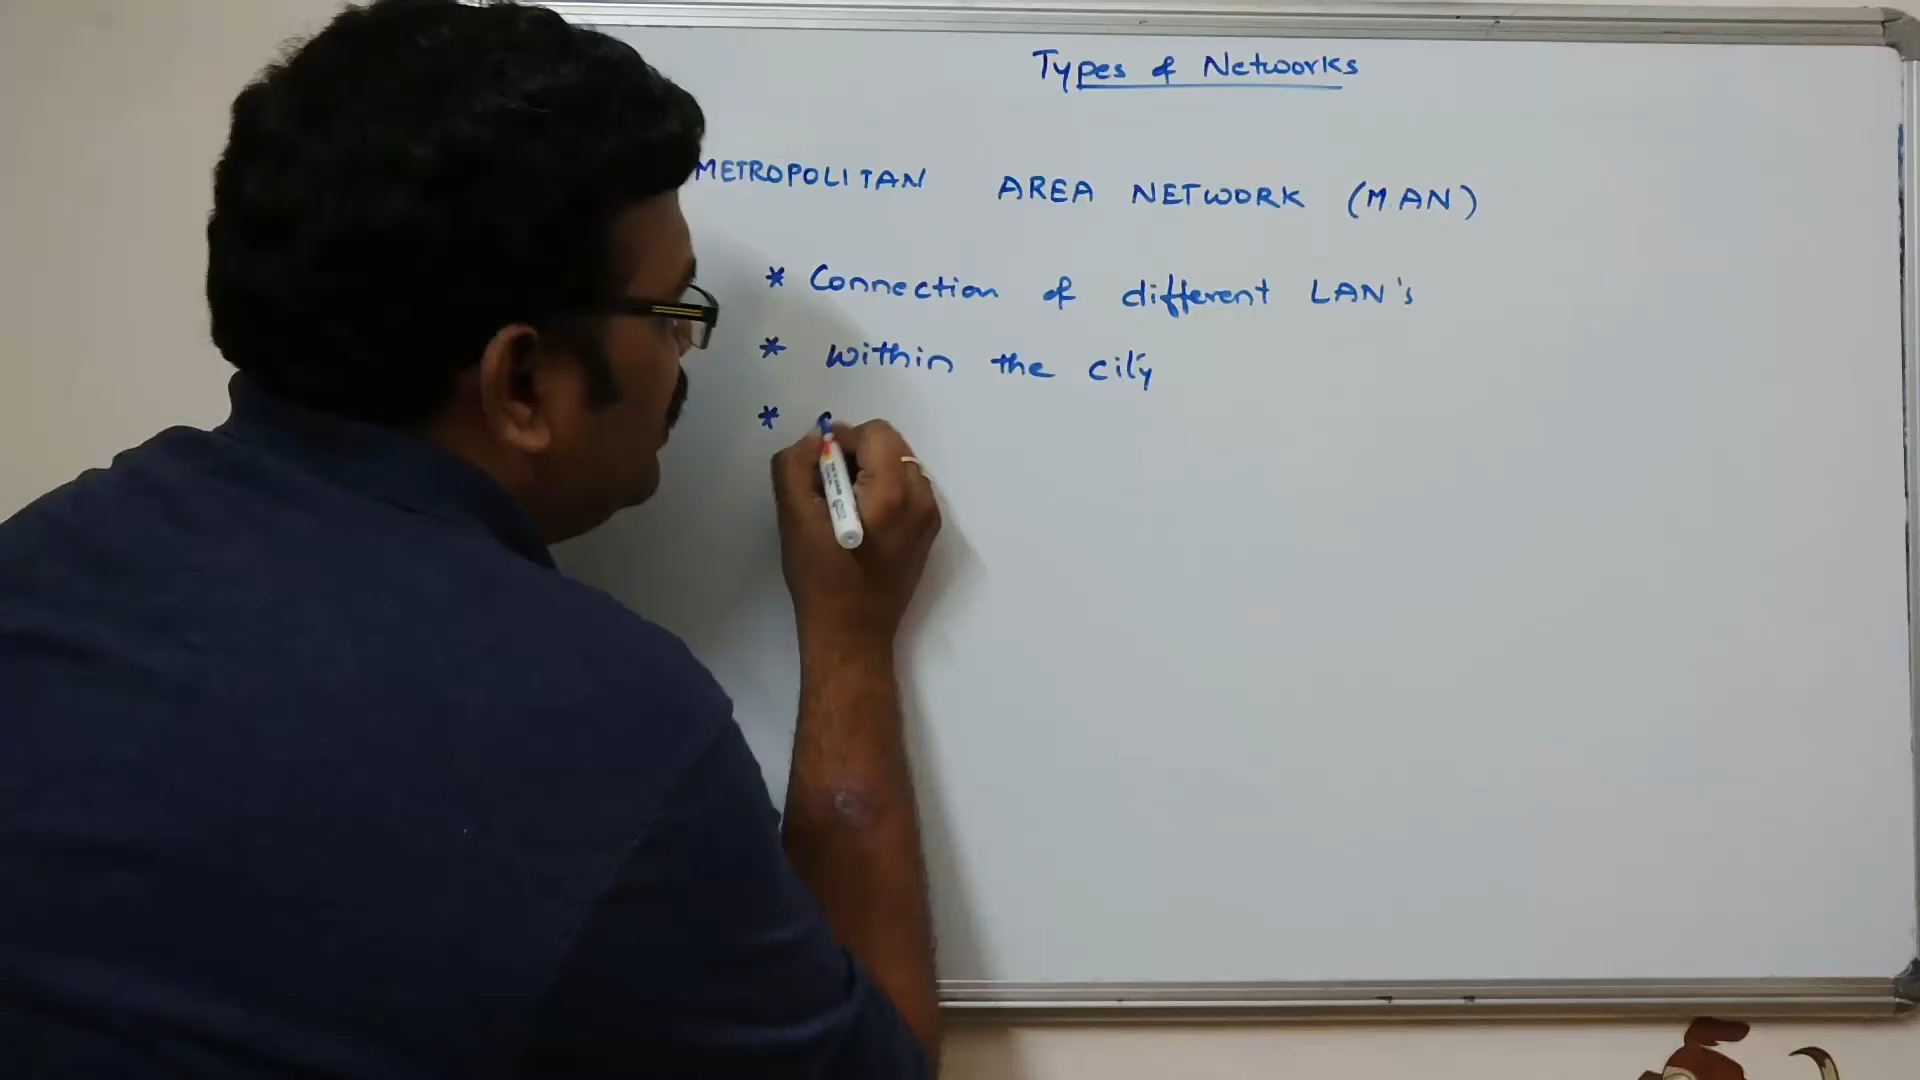 Types of Networks
METROPOLITAN AREA NETWORK (MAN)
* Connection of different LAN's
* within the city
*